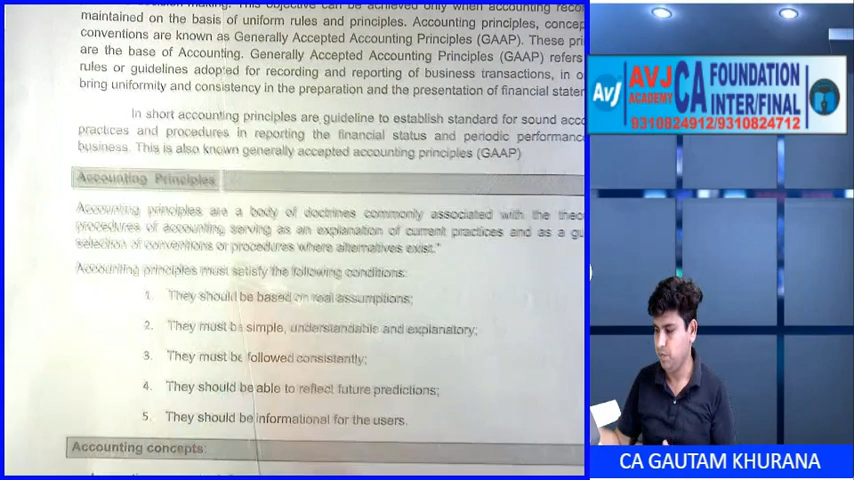 maintained on the basis of uniform rules and principles. Accounting principles,
conventions are known as Generally Accepted Accounting Principles (GAAP). These
are the base of Accounting. Generally Accepted Accounting Principles (GAAP) refers
rules or guidelines adopted for recording and reporting of business transactions, in
bring uniformity and consistency in the preparation and the presentation of financial
In short accounting principles are guideline to establish standard for sound
practices and procedures in reporting the financial status and periodic
business. This is also known generally accepted accounting principles (GAAP)
Accounting Principles
Accounting principles are a body of doctrines commonly associated with the
procedures of accounting serving as an explanation of current practices and as a
selection of conventions or procedures where alternatives exist."
Accounting principles must satisfy the following conditions:
1. They should be based on real assumptions;
2. They must be simple, understandable and explanatory;
3. They must be followed consistently;
4. They should be able to reflect future predictions;
5. They should be informational for the users.
Accounting concepts
AVJ
AVJ
ACADEMY
CA
FOUNDATION
INTER/FINAL
9310824912/9310824712
CA GAUTAM KHURANA